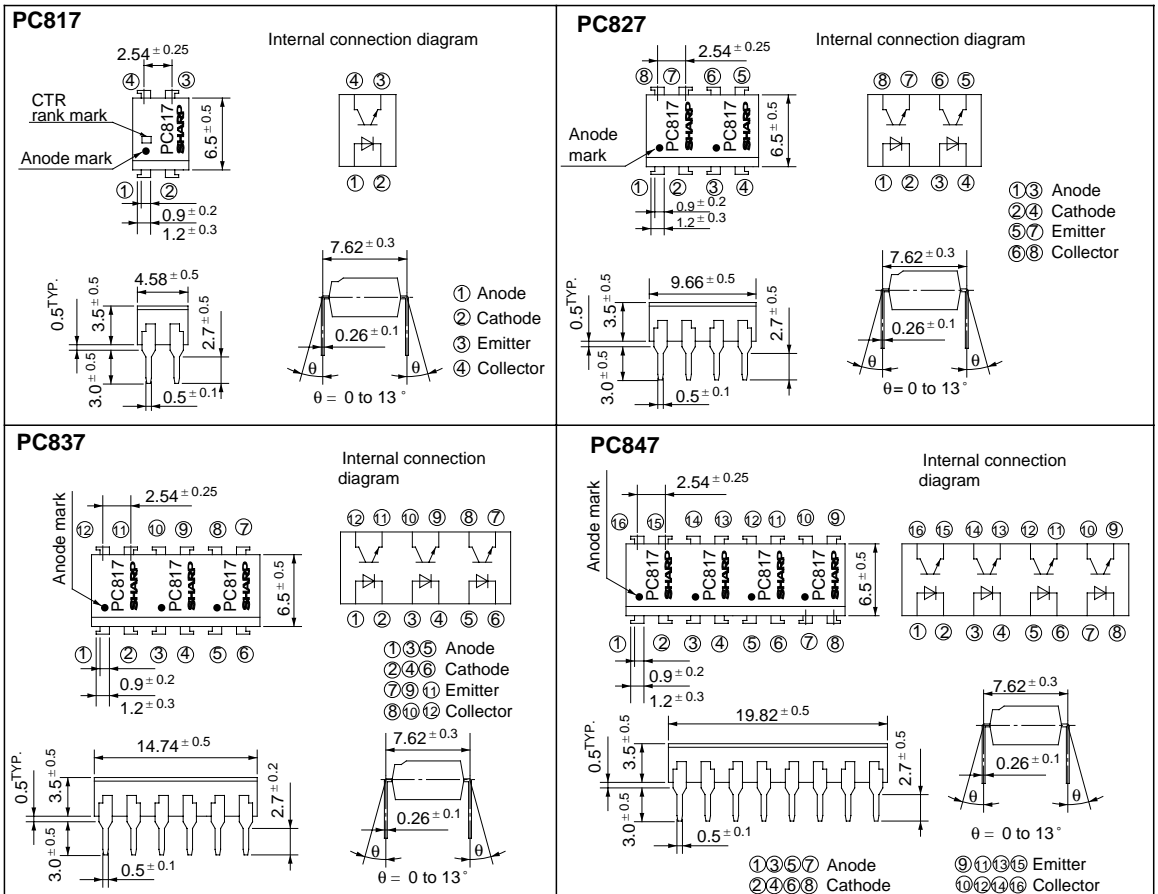 PC817
Internal connection diagram
2.54 ± 0.25
④ ③
CTR
rank mark
Anode mark
PC817
SHARP
6.5 ± 0.5
① ②
0.9 ± 0.2
1.2 ± 0.3
④ ③
① ②
4.58 ± 0.5
0.5 TYP.
3.5 ± 0.5
3.0 ± 0.5
2.7 ± 0.5
0.5 ± 0.1
7.62 ± 0.3
0.26 ± 0.1
θ θ
θ = 0 to 13 °
① Anode
② Cathode
③ Emitter
④ Collector
PC827
Internal connection diagram
2.54 ± 0.25
⑧ ⑦ ⑥ ⑤
Anode
mark
PC817
SHARP
PC817
SHARP
6.5 ± 0.5
① ② ③ ④
0.9 ± 0.2
1.2 ± 0.3
⑧ ⑦ ⑥ ⑤
① ② ③ ④
①③ Anode
②④ Cathode
⑤⑦ Emitter
⑥⑧ Collector
9.66 ± 0.5
0.5 TYP.
3.5 ± 0.5
3.0 ± 0.5
2.7 ± 0.5
0.5 ± 0.1
7.62 ± 0.3
0.26 ± 0.1
θ θ
θ = 0 to 13 °
PC837
Internal connection
diagram
Anode mark
2.54 ± 0.25
⑫ ⑪ ⑩ ⑨ ⑧ ⑦
PC817
SHARP
PC817
SHARP
PC817
SHARP
6.5 ± 0.5
① ② ③ ④ ⑤ ⑥
0.9 ± 0.2
1.2 ± 0.3
⑫ ⑪ ⑩ ⑨ ⑧ ⑦
① ② ③ ④ ⑤ ⑥
①③⑤ Anode
②④⑥ Cathode
⑦⑨⑪ Emitter
⑧⑩⑫ Collector
14.74 ± 0.5
0.5 TYP.
3.5 ± 0.5
3.0 ± 0.5
2.7 ± 0.2
0.5 ± 0.1
7.62 ± 0.3
0.26 ± 0.1
θ θ
θ = 0 to 13 °
PC847
Internal connection
diagram
Anode mark
2.54 ± 0.25
⑯ ⑮ ⑭ ⑬ ⑫ ⑪ ⑩ ⑨
PC817
SHARP
PC817
SHARP
PC817
SHARP
PC817
SHARP
6.5 ± 0.5
① ② ③ ④ ⑤ ⑥ ⑦ ⑧
0.9 ± 0.2
1.2 ± 0.3
⑯ ⑮ ⑭ ⑬ ⑫ ⑪ ⑩ ⑨
① ② ③ ④ ⑤ ⑥ ⑦ ⑧
19.82 ± 0.5
0.5 TYP.
3.5 ± 0.5
3.0 ± 0.5
2.7 ± 0.5
0.5 ± 0.1
7.62 ± 0.3
0.26 ± 0.1
θ θ
θ = 0 to 13 °
①③⑤⑦ Anode
②④⑥⑧ Cathode
⑨⑪⑬⑮ Emitter
⑩⑫⑭⑯ Collector